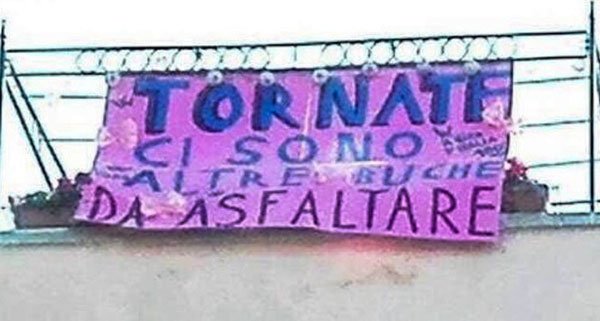 TORNATE
CI SONO
ALTRE BUCHE
DA ASFALTARE